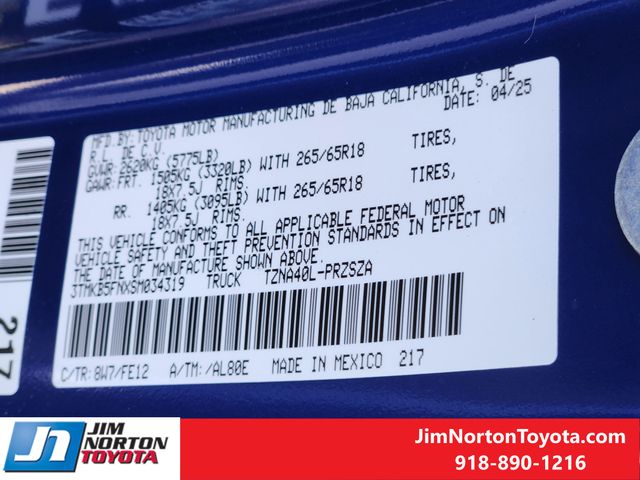 MFD.BY:TOYOTA MOTOR MANUFACTURING DE BAJA CALIFORNIA, S. DE
R.L. DE C.V. DATE: 04/25
GVWR: 2620KG (5775LB)
GAWR: FRT. 1505KG (3320LB) WITH 265/65R18 TIRES,
18X7.5J RIMS.
RR. 1405KG (3095LB) WITH 265/65R18 TIRES,
18X7.5J RIMS.
THIS VEHICLE CONFORMS TO ALL APPLICABLE FEDERAL MOTOR
VEHICLE SAFETY AND THEFT PREVENTION STANDARDS IN EFFECT ON
THE DATE OF MANUFACTURE SHOWN ABOVE.
3TMKB5FNXSM034319 TRUCK TZNA40L-PRZSZA
C/TR: 8W7/FE12 A/TM: /AL80E MADE IN MEXICO 217
217
JIM
NORTON
TOYOTA
JimNortonToyota.com
918-890-1216